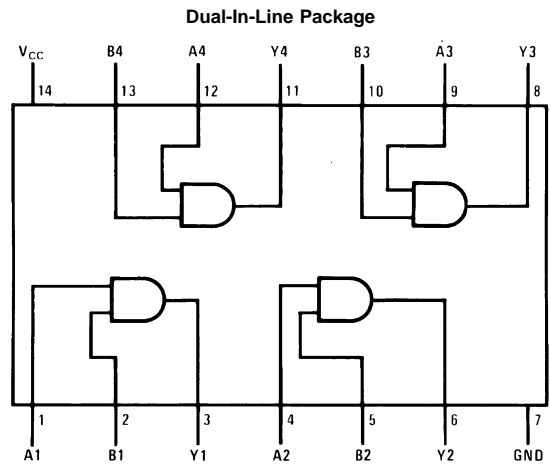 Dual-In-Line Package
VCC B4 A4 Y4 B3 A3 Y3
14 13 12 11 10 9 8
1 2 3 4 5 6 7
A1 B1 Y1 A2 B2 Y2 GND